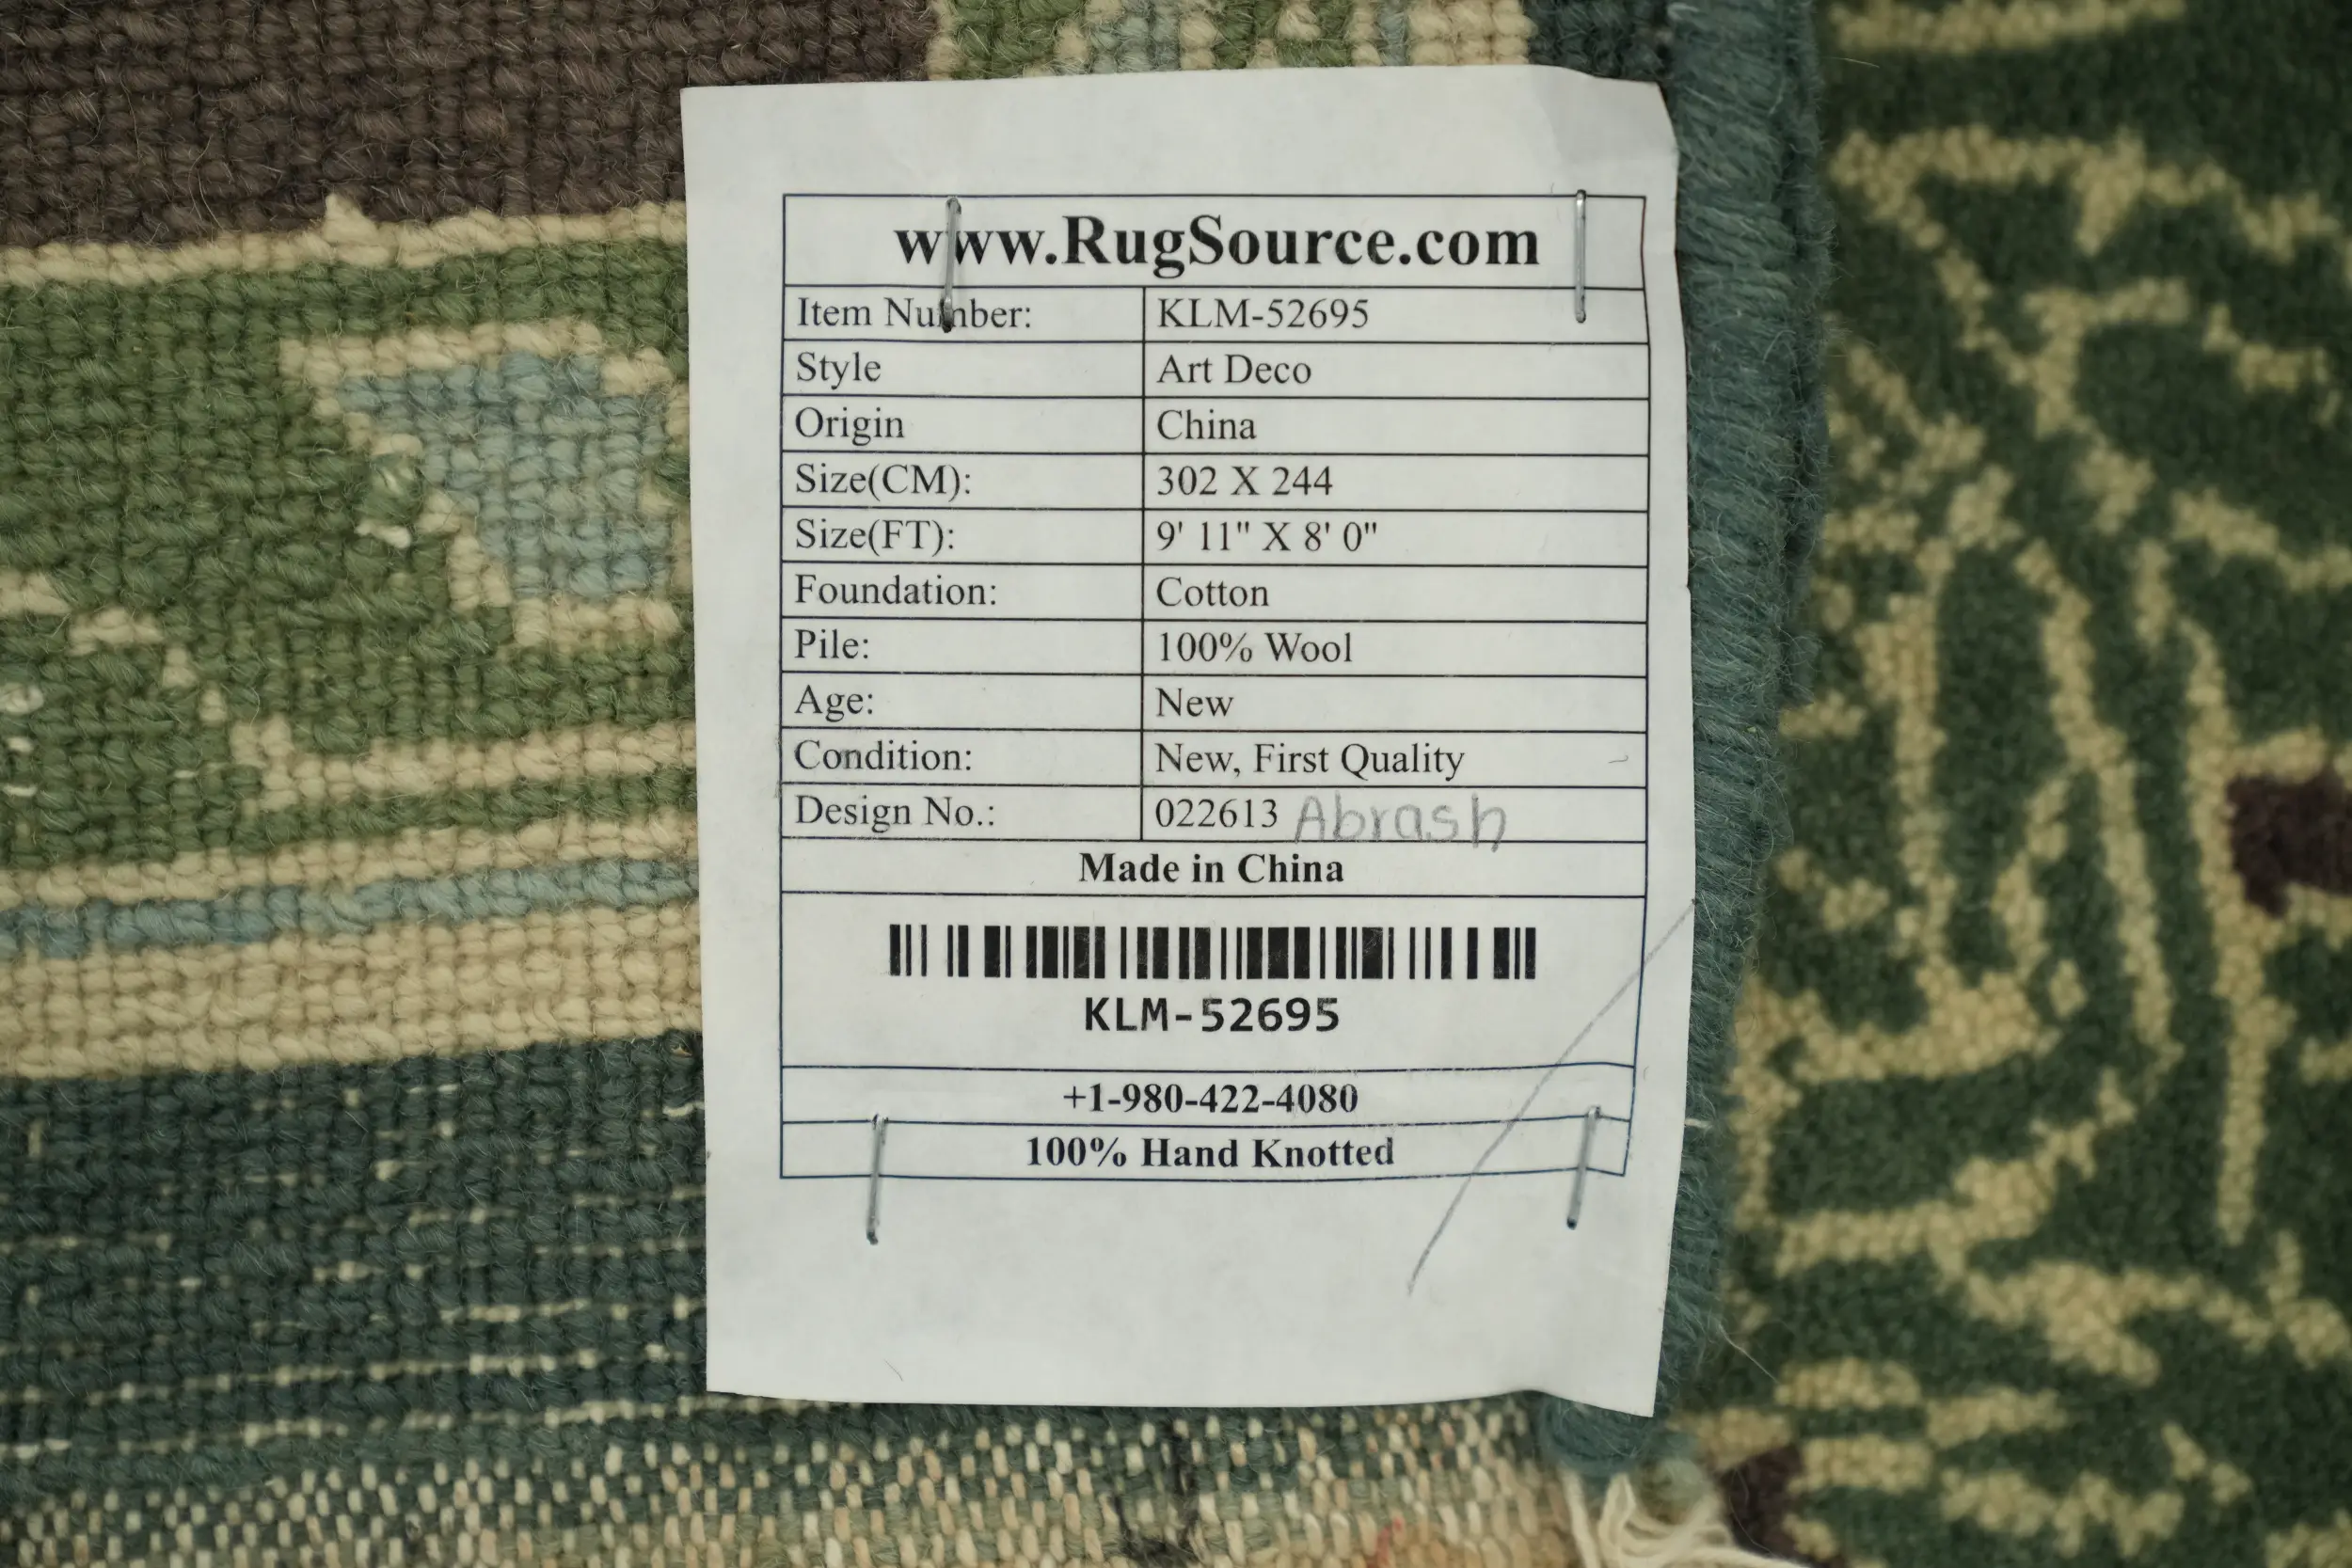 www.RugSource.com
Item Number: KLM-52695
Style Art Deco
Origin China
Size(CM): 302 X 244
Size(FT): 9' 11" X 8' 0"
Foundation: Cotton
Pile: 100% Wool
Age: New
Condition: New, First Quality
Design No.: 022613 Abrash
Made in China
KLM-52695
+1-980-422-4080
100% Hand Knotted